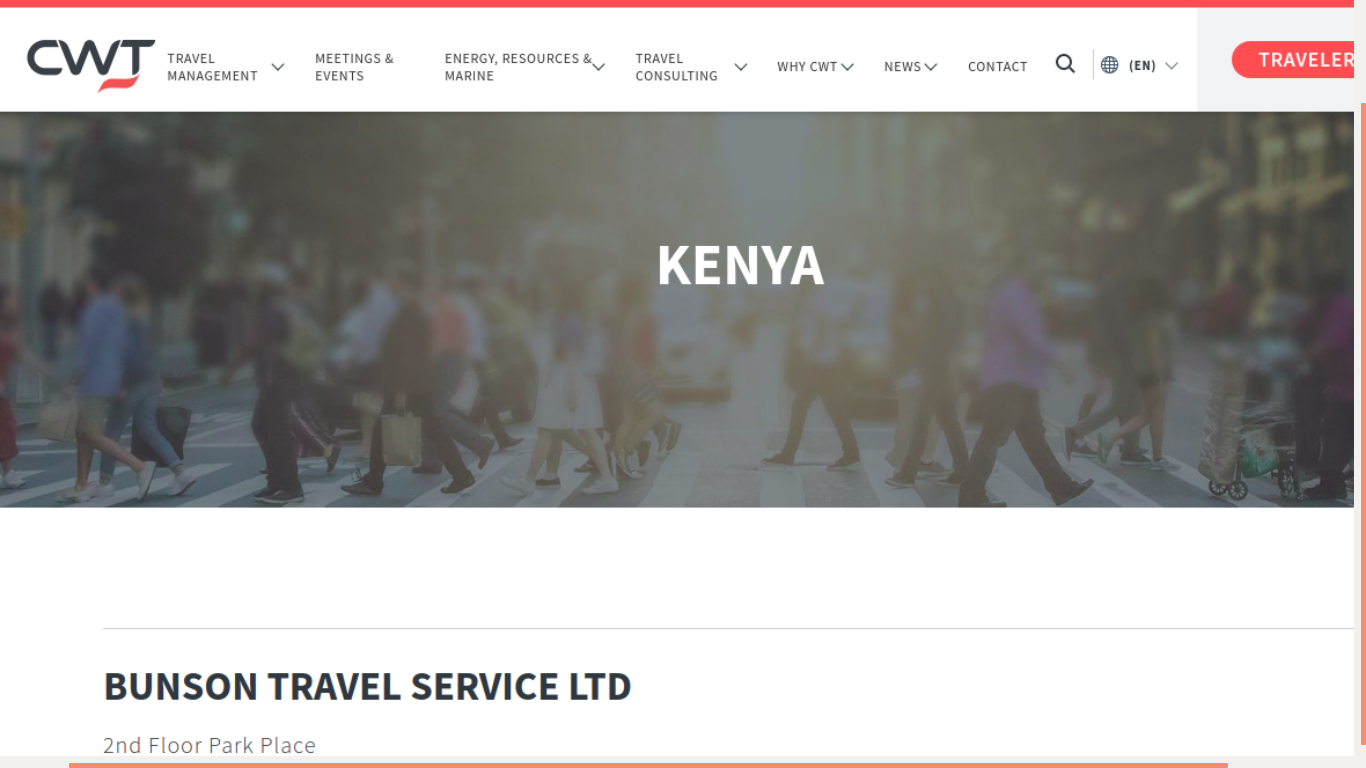 CWT
TRAVEL
MANAGEMENT
MEETINGS &
EVENTS
ENERGY, RESOURCES &
MARINE
TRAVEL
CONSULTING
WHY CWT
NEWS
CONTACT
(EN)
TRAVELER
KENYA
BUNSON TRAVEL SERVICE LTD
2nd Floor Park Place